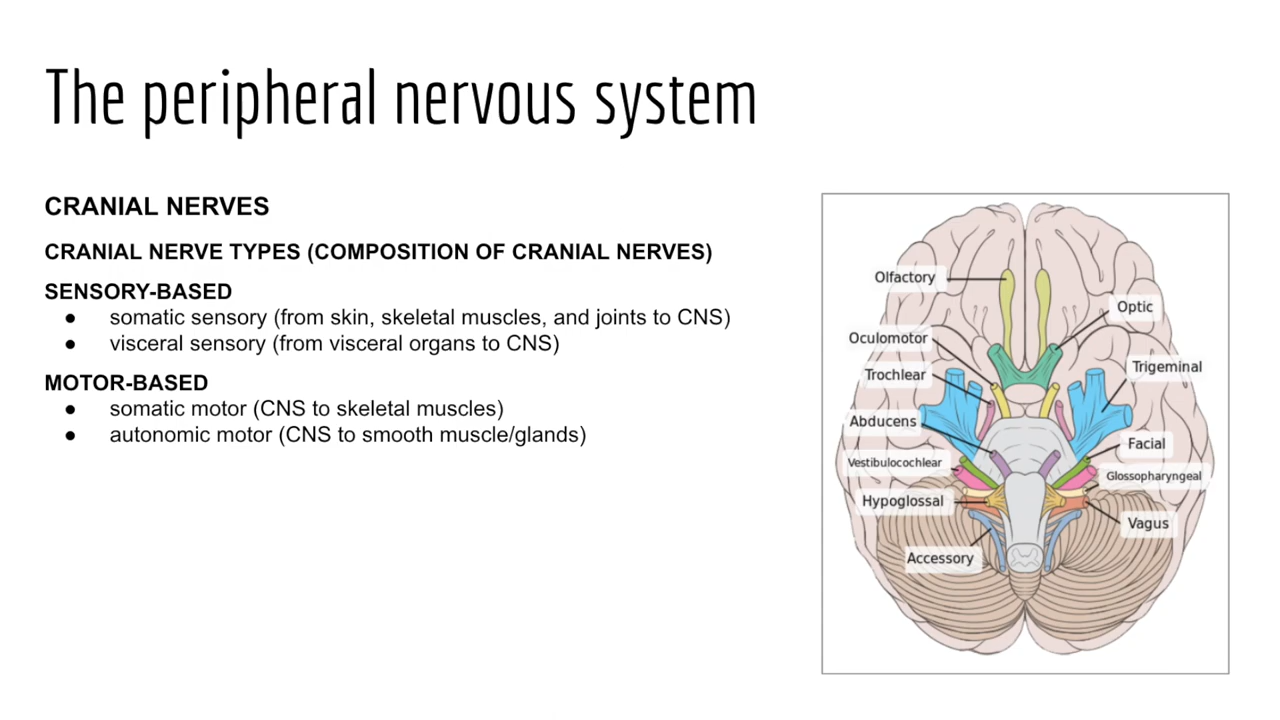 The peripheral nervous system
CRANIAL NERVES
CRANIAL NERVE TYPES (COMPOSITION OF CRANIAL NERVES)
SENSORY-BASED
● somatic sensory (from skin, skeletal muscles, and joints to CNS)
● visceral sensory (from visceral organs to CNS)
MOTOR-BASED
● somatic motor (CNS to skeletal muscles)
● autonomic motor (CNS to smooth muscle/glands)
Olfactory
Optic
Oculomotor
Trochlear
Trigeminal
Abducens
Facial
Vestibulocochlear
Glossopharyngeal
Hypoglossal
Vagus
Accessory